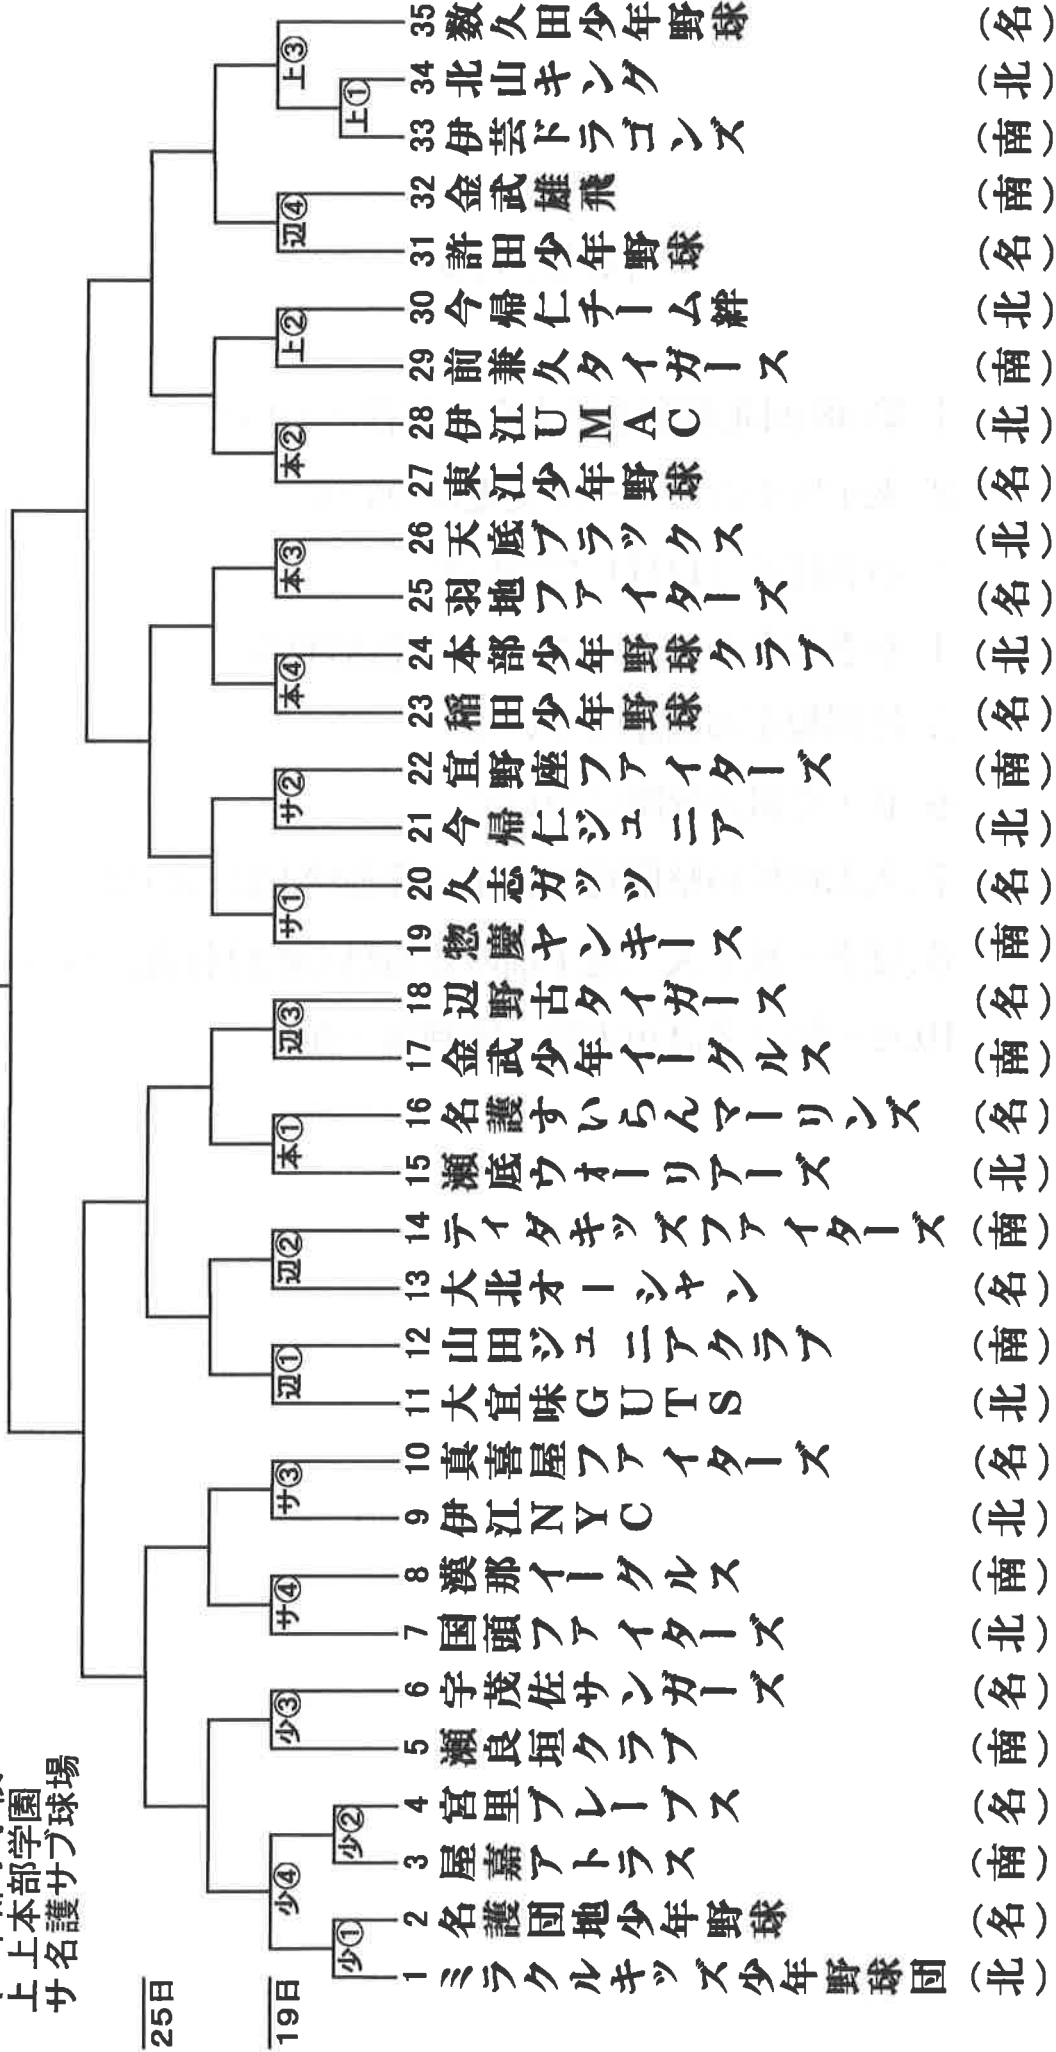 上 上本部学園
サ 名護サブ球場
25日
19日
少① 少② 少④ 少③ サ④ サ③ 辺① 辺② 本① 辺③ サ① サ② 本④ 本③ 本② 上② 辺④ 上① 上③
1 ミラクルキッズ少年野球団 (北)
2 名護団地少年野球 (名)
3 屋嘉アトラス (南)
4 宮里ブレーブス (名)
5 瀬良垣クラブ (南)
6 宇茂佐サンガーズ (名)
7 国頭ファイターズ (北)
8 漢那イーグルス (南)
9 伊江NYC (北)
10 真喜屋ファイターズ (名)
11 大宜味GUTS (北)
12 山田ジュニアクラブ (南)
13 大北オーシャン (名)
14 ティダキッズファイターズ (南)
15 瀬底ウォーリアーズ (北)
16 名護すいらんマーリンズ (名)
17 金武少年イーグルス (南)
18 辺野古タイガース (名)
19 惣慶ヤンキース (南)
20 久志ガッツ (名)
21 今帰仁ジュニア (北)
22 宜野座ファイターズ (南)
23 稲田少年野球 (名)
24 本部少年野球クラブ (北)
25 羽地ファイターズ (名)
26 天底ブラックス (北)
27 東江少年野球 (名)
28 伊江UMAC (北)
29 前兼久タイガース (南)
30 今帰仁チーム絆 (北)
31 許田少年野球 (名)
32 金武雄飛 (南)
33 伊芸ドラゴンズ (南)
34 北山キング (北)
35 数久田少年野球 (名)